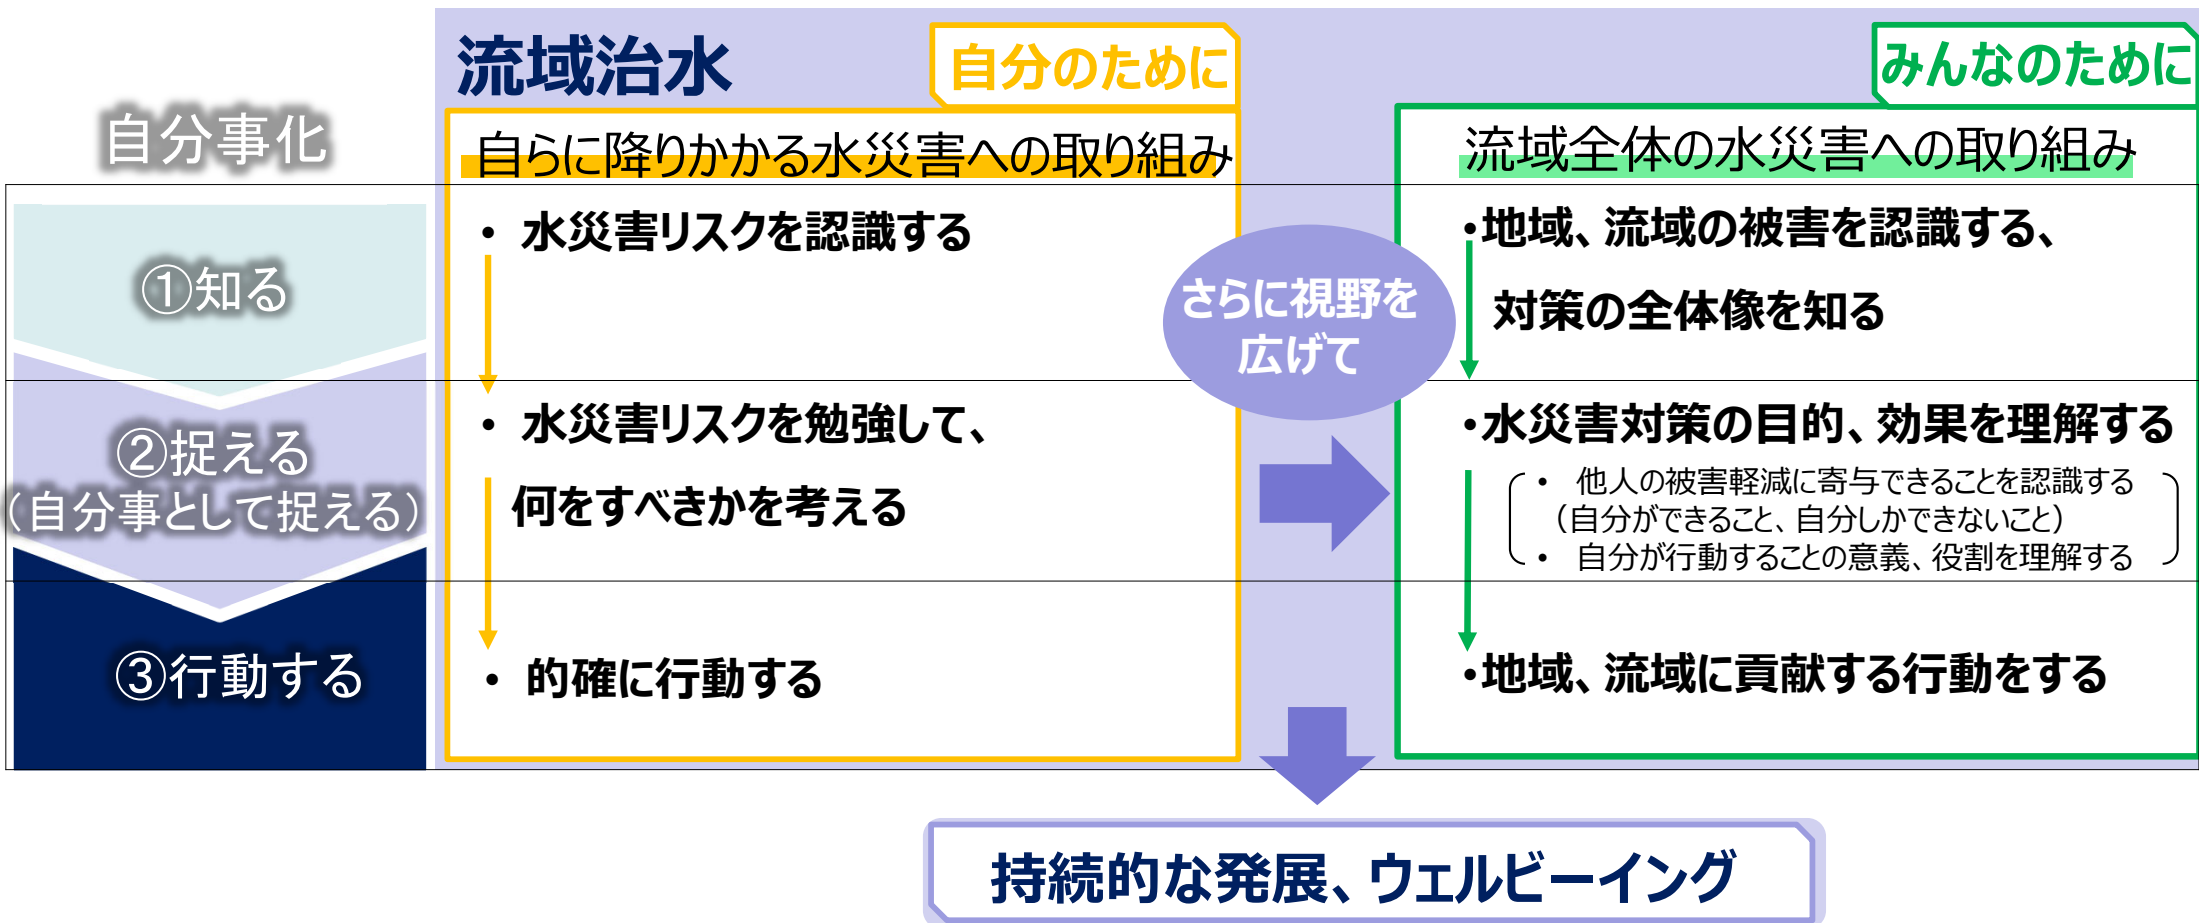 流域治水
自分のために
みんなのために
自分事化
自らに降りかかる水災害への取り組み
流域全体の水災害への取り組み
①知る
・ 水災害リスクを認識する
さらに視野を
広げて
・地域、流域の被害を認識する、
対策の全体像を知る
②捉える
（自分事として捉える）
・ 水災害リスクを勉強して、
何をすべきかを考える
・水災害対策の目的、効果を理解する
・ 他人の被害軽減に寄与できることを認識する
（自分ができること、自分しかできないこと）
・ 自分が行動することの意義、役割を理解する
③行動する
・ 的確に行動する
・地域、流域に貢献する行動をする
持続的な発展、ウェルビーイング